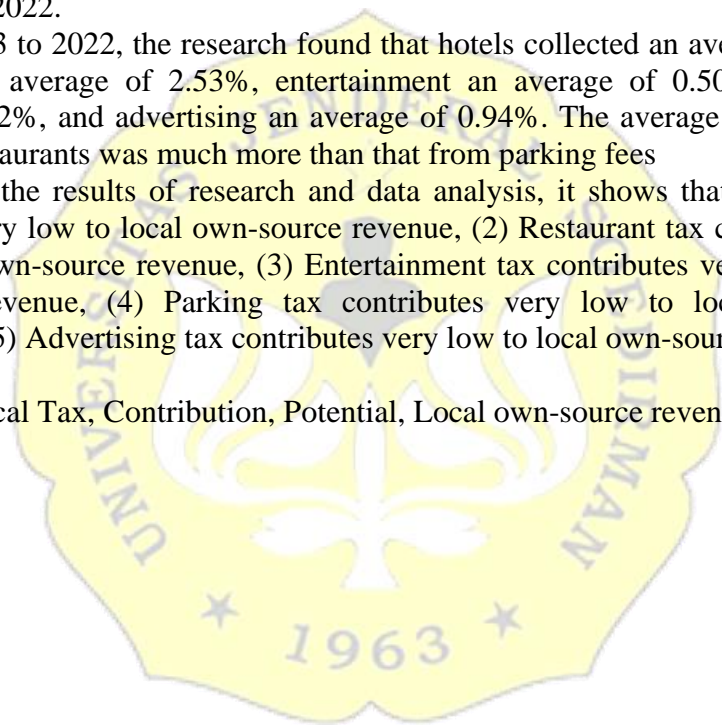 2022.
3 to 2022, the research found that hotels collected an ave
average of 2.53%, entertainment an average of 0.50
2%, and advertising an average of 0.94%. The average
taurants was much more than that from parking fees
the results of research and data analysis, it shows that
ry low to local own-source revenue, (2) Restaurant tax c
wn-source revenue, (3) Entertainment tax contributes ve
evenue, (4) Parking tax contributes very low to loc
5) Advertising tax contributes very low to local own-sour
cal Tax, Contribution, Potential, Local own-source reven
UNIVERSITAS JENDERAL SOEDIRMAN
★ 1963 ★